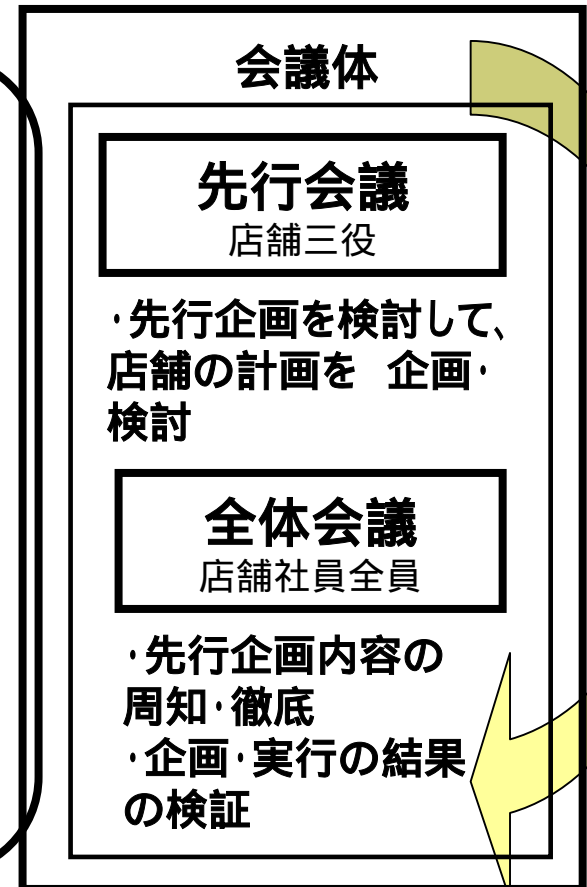 会議体
先行会議
店舗三役
・先行企画を検討して、
店舗の計画を 企画・
検討
全体会議
店舗社員全員
・先行企画内容の
周知・徹底
・企画・実行の結果
の検証